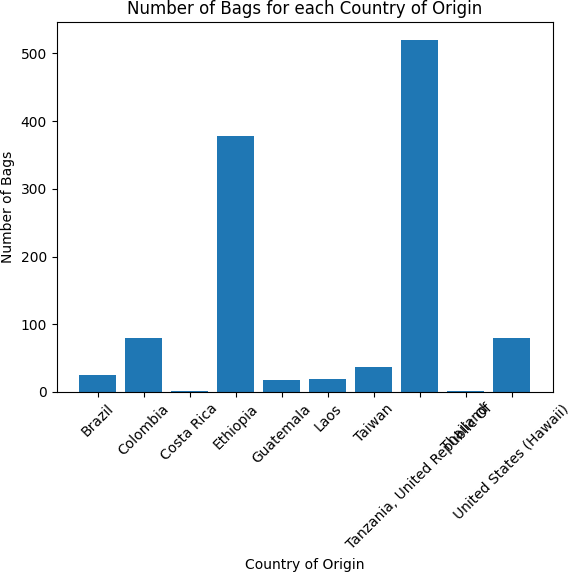 Number of Bags for each Country of Origin
Number of Bags
500
400
300
200
100
0
Brazil
Colombia
Costa Rica
Ethiopia
Guatemala
Laos
Taiwan
Tanzania, United Republic Of
Thailand
United States (Hawaii)
Country of Origin